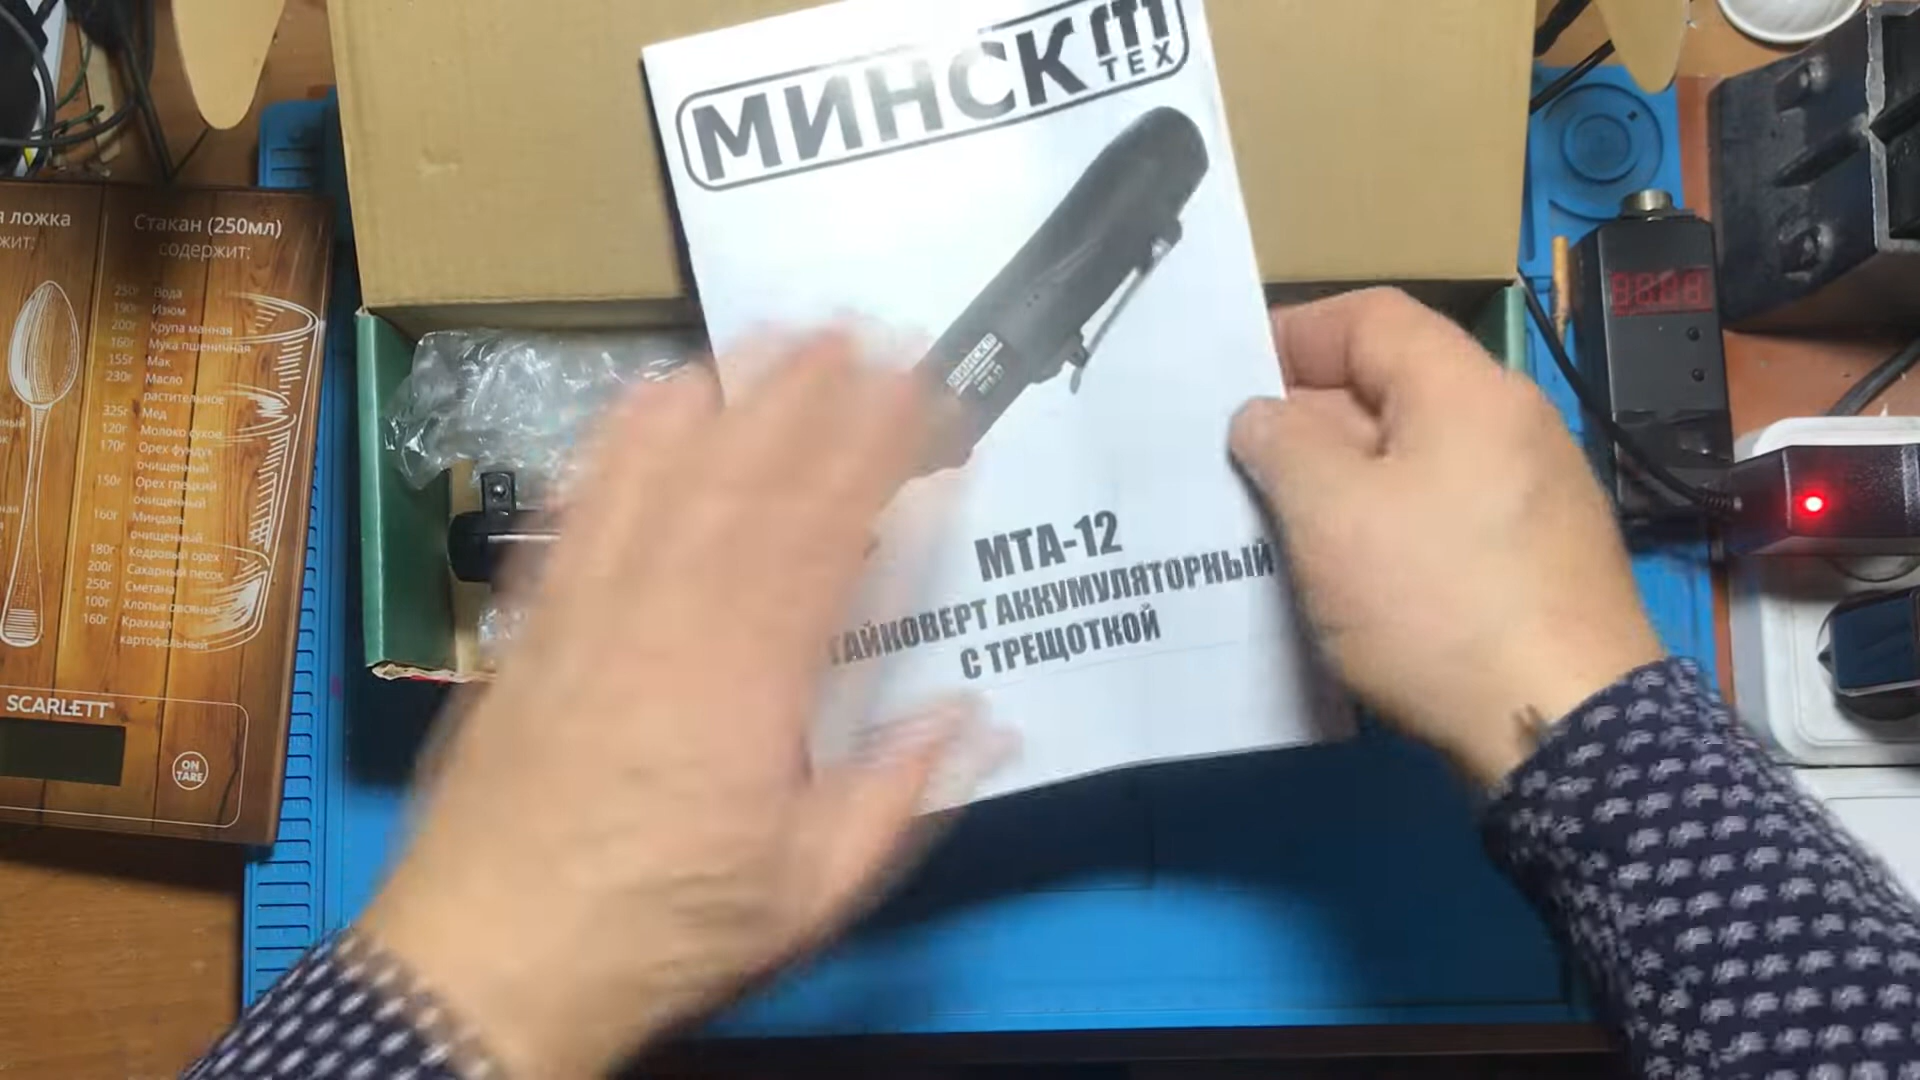 МИНСК
ТЕХ
МИНСК
МТА-12
ГАЙКОВЕРТ АККУМУЛЯТОРНЫЙ
С ТРЕЩОТКОЙ
ложка
Стакан (250мл)
содержит:
250г Вода
190г Изюм
200г Крупа манная
160г Мука пшеничная
155г Мак
230г Масло
растительное
325г Мед
120г Молоко сухое
170г Орех фундук
очищенный
150г Орех грецкий
очищенный
160г Миндаль
очищенный
180г Кедровый орех
200г Сахарный песок
250г Сметана
100г Хлопья овсяные
160г Крахмал
картофельный
SCARLETT
ON
TARE